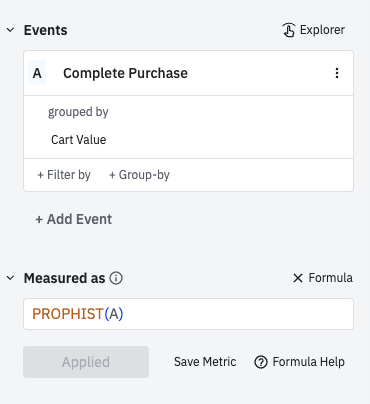 Events
Explorer
A Complete Purchase
grouped by
Cart Value
+ Filter by + Group-by
+ Add Event
Measured as
Formula
PROPHIST(A)
Applied Save Metric Formula Help